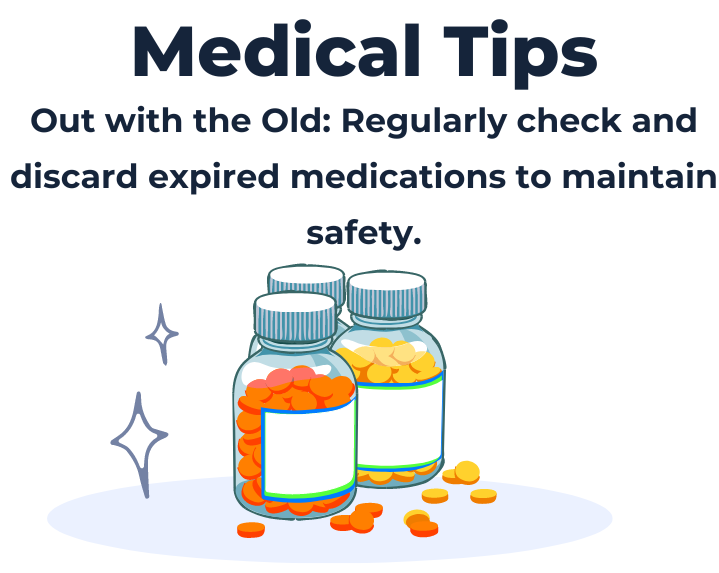 Medical Tips
Out with the Old: Regularly check and
discard expired medications to maintain
safety.